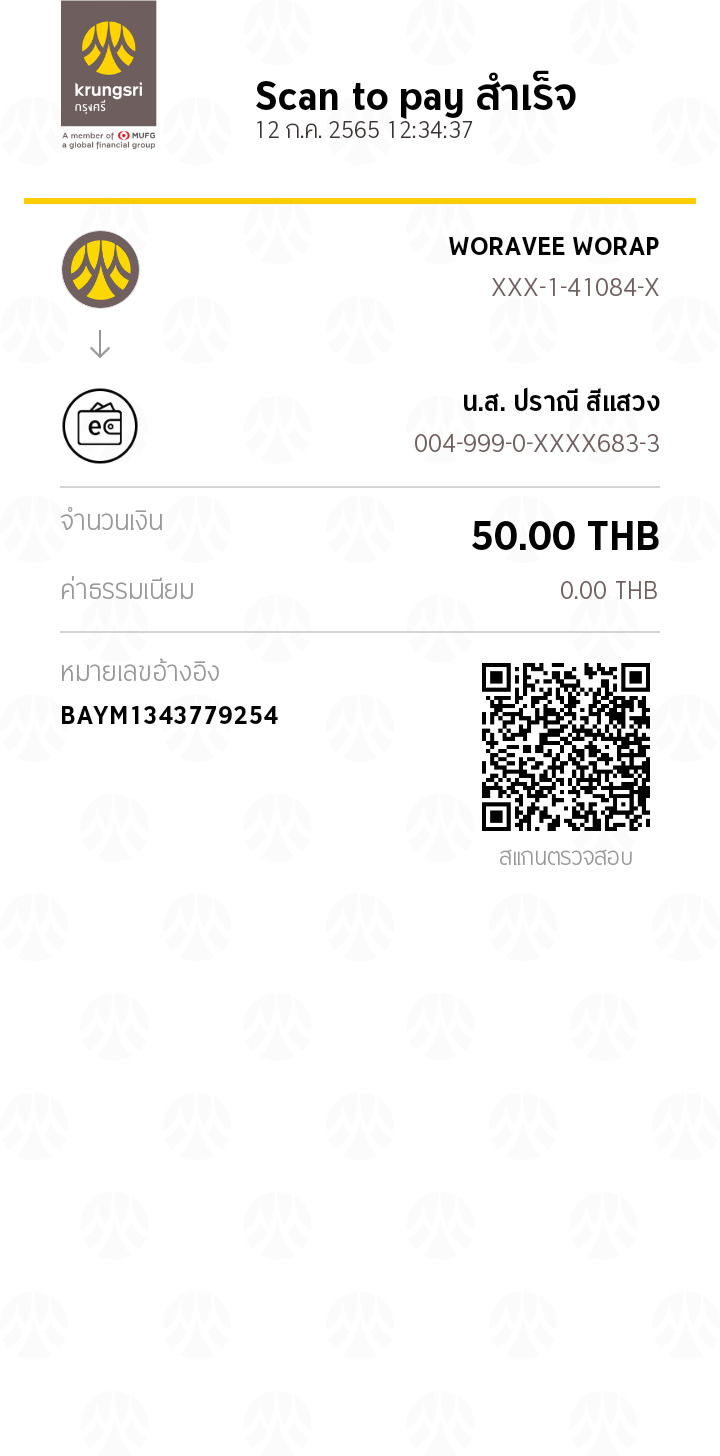 krungsri
กรุงศรี
A member of MUFG
a global financial group
Scan to pay สำเร็จ
12 ก.ค. 2565 12:34:37
WORAVEE WORAP
XXX-1-41084-X
e
น.ส. ปราณี สีแสวง
004-999-0-XXXX683-3
จำนวนเงิน
50.00 THB
ค่าธรรมเนียม
0.00 THB
หมายเลขอ้างอิง
BAYM1343779254
สแกนตรวจสอบ